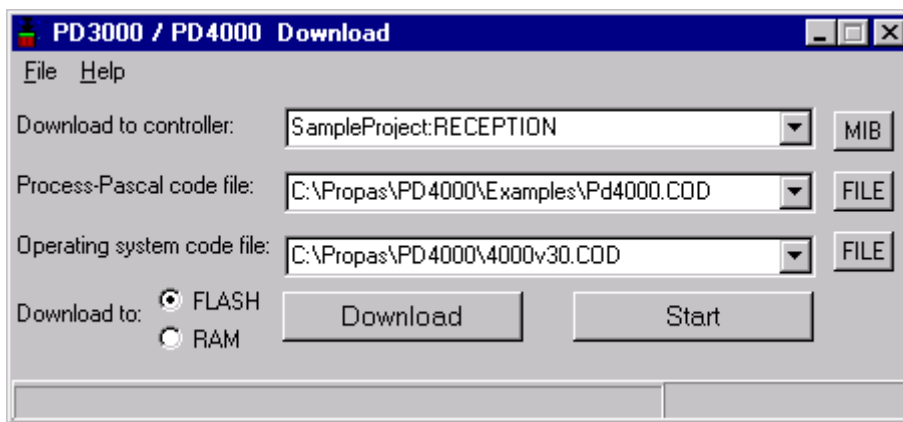 PD3000 / PD4000 Download
File Help
Download to controller: SampleProject:RECEPTION MIB
Process-Pascal code file: C:\Propas\PD4000\Examples\Pd4000.COD FILE
Operating system code file: C:\Propas\PD4000\4000v30.COD FILE
Download to: FLASH Download Start
RAM